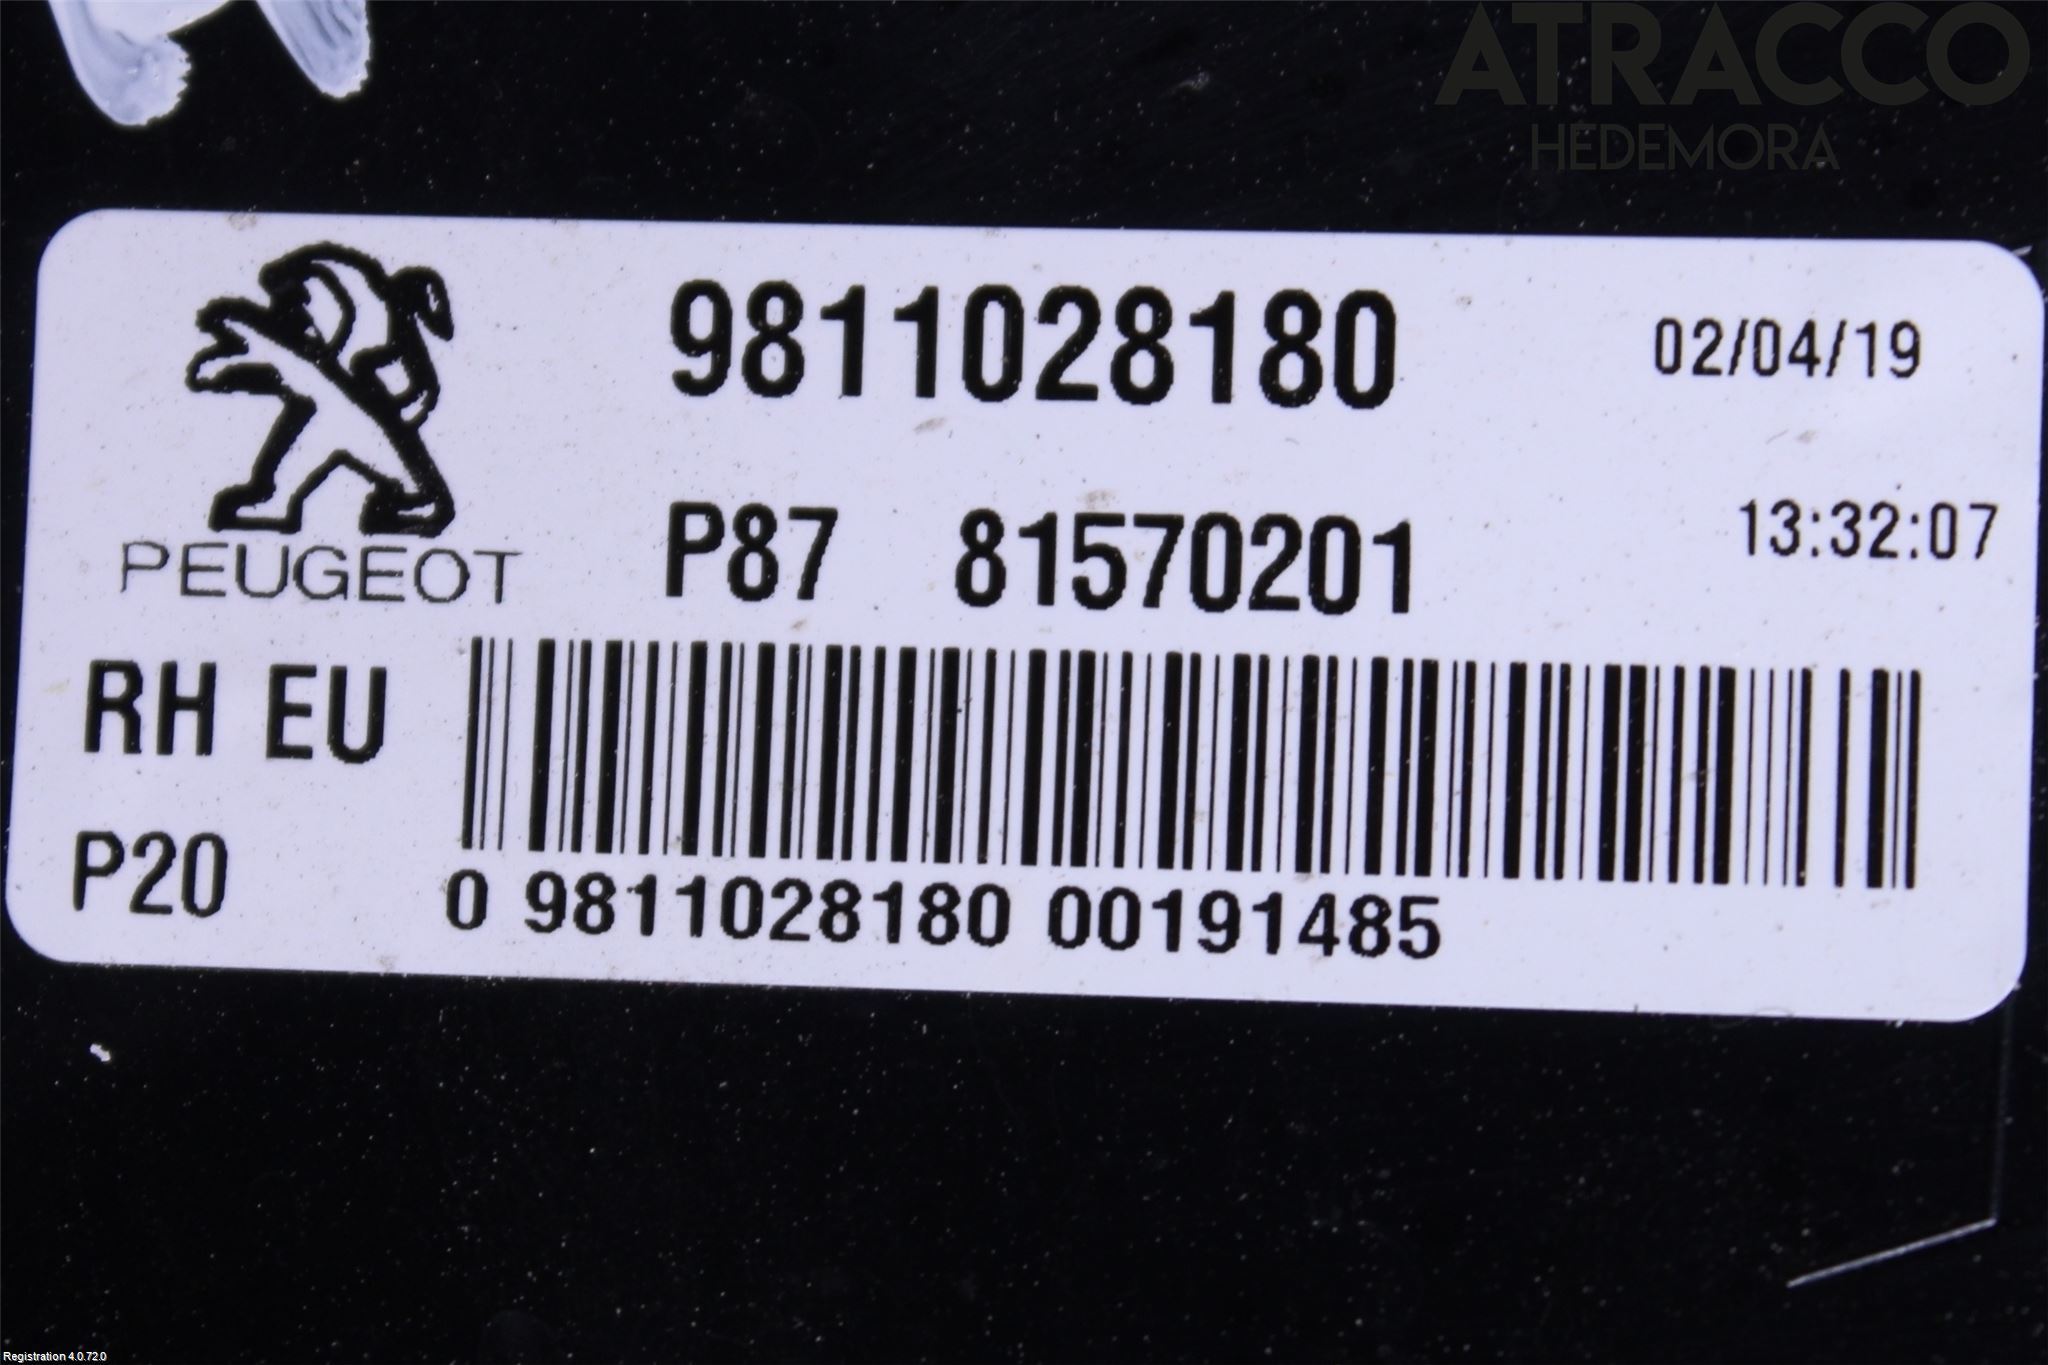 ATRACCO
HEDEMORA
9811028180
02/04/19
P87 81570201
13:32:07
PEUGEOT
RH EU
P20
0 9811028180 00191485
Registration 4.0.72.0